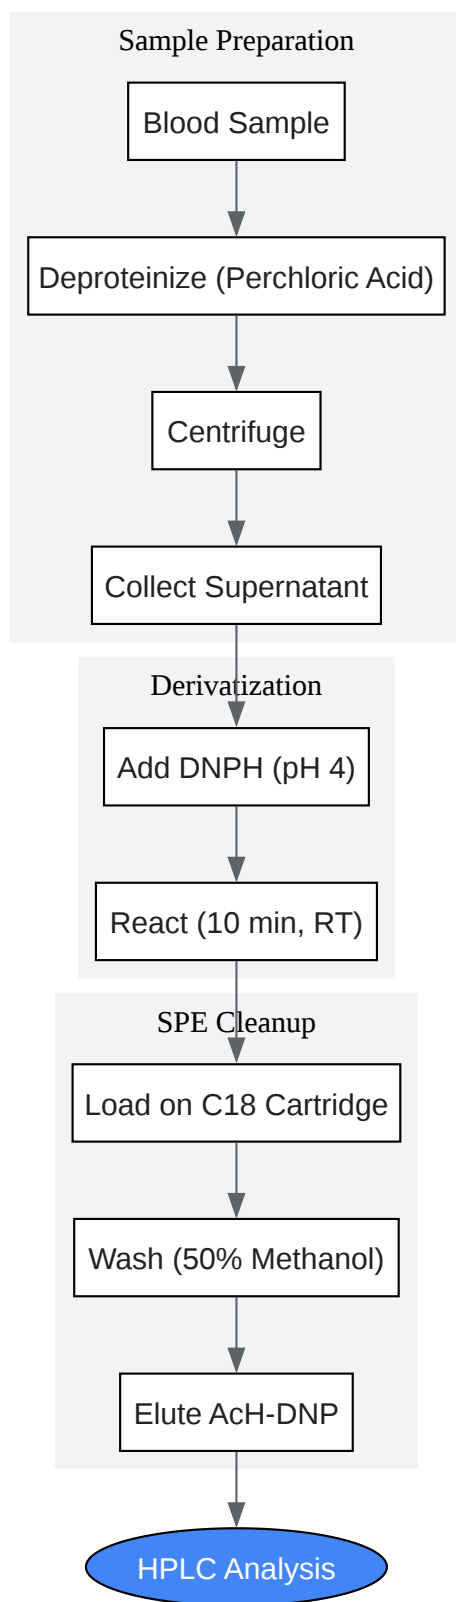 Sample Preparation
Blood Sample
Deproteinize (Perchloric Acid)
Centrifuge
Collect Supernatant
Derivatization
Add DNPH (pH 4)
React (10 min, RT)
SPE Cleanup
Load on C18 Cartridge
Wash (50% Methanol)
Elute AcH-DNP
HPLC Analysis